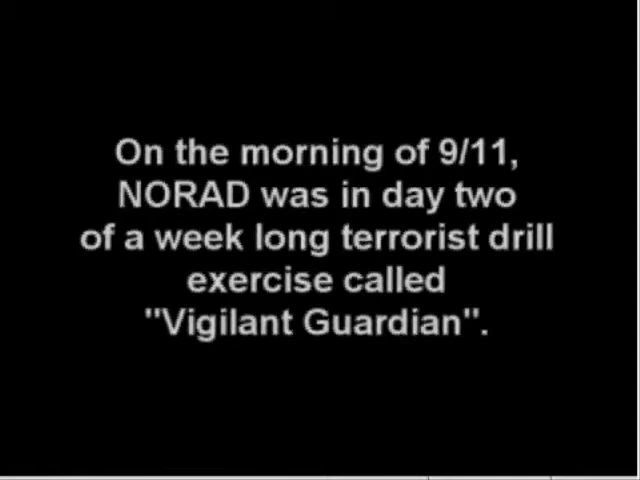 On the morning of 9/11,
NORAD was in day two
of a week long terrorist drill
exercise called
"Vigilant Guardian".